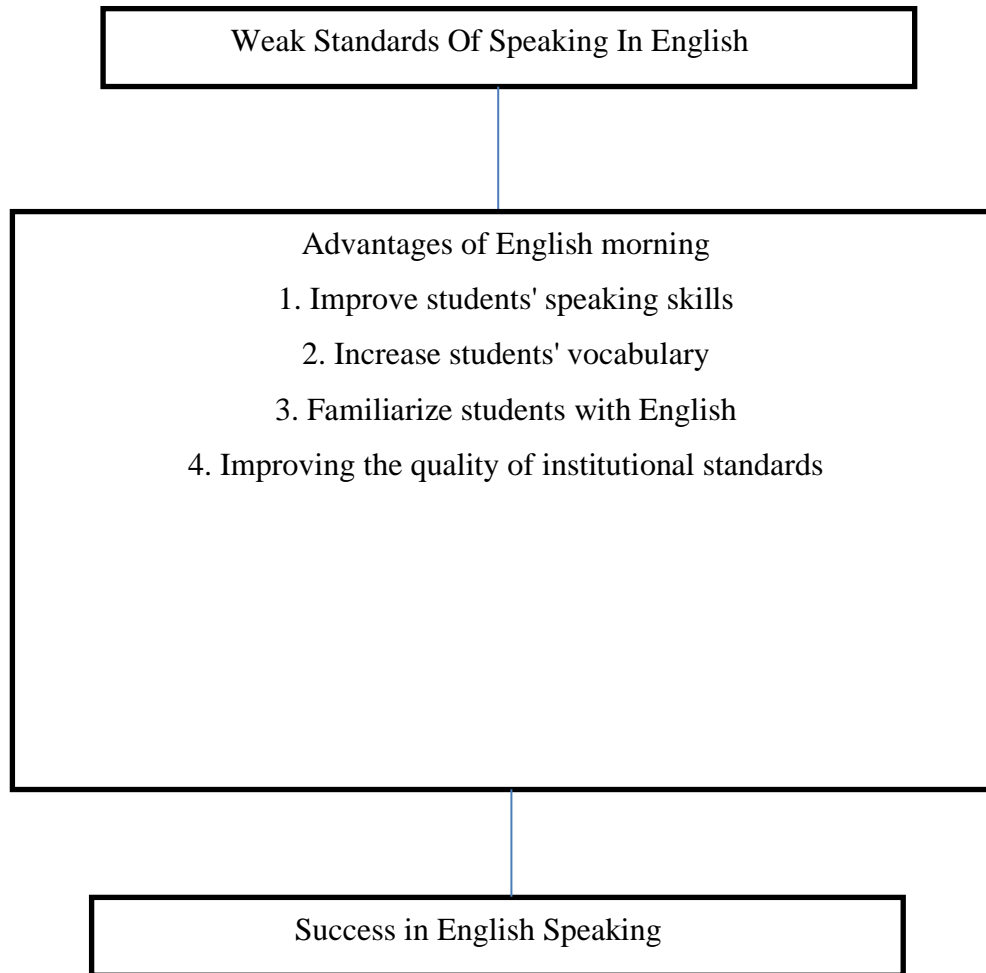 Weak Standards Of Speaking In English
Advantages of English morning
1. Improve students' speaking skills
2. Increase students' vocabulary
3. Familiarize students with English
4. Improving the quality of institutional standards
Success in English Speaking